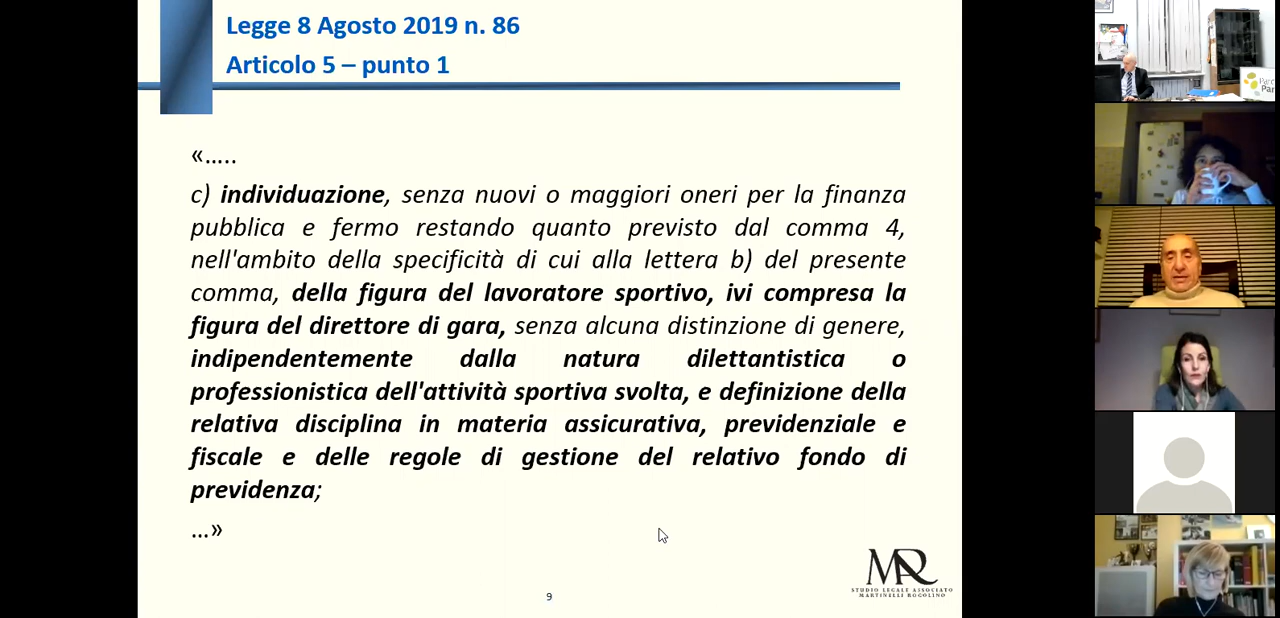 Legge 8 Agosto 2019 n. 86
Articolo 5 – punto 1
«…..
c) individuazione, senza nuovi o maggiori oneri per la finanza
pubblica e fermo restando quanto previsto dal comma 4,
nell'ambito della specificità di cui alla lettera b) del presente
comma, della figura del lavoratore sportivo, ivi compresa la
figura del direttore di gara, senza alcuna distinzione di genere,
indipendentemente dalla natura dilettantistica o
professionistica dell'attività sportiva svolta, e definizione della
relativa disciplina in materia assicurativa, previdenziale e
fiscale e delle regole di gestione del relativo fondo di
previdenza;
…»
MR
STUDIO LEGALE ASSOCIATO
MARTINELLI ROGOLINO
9